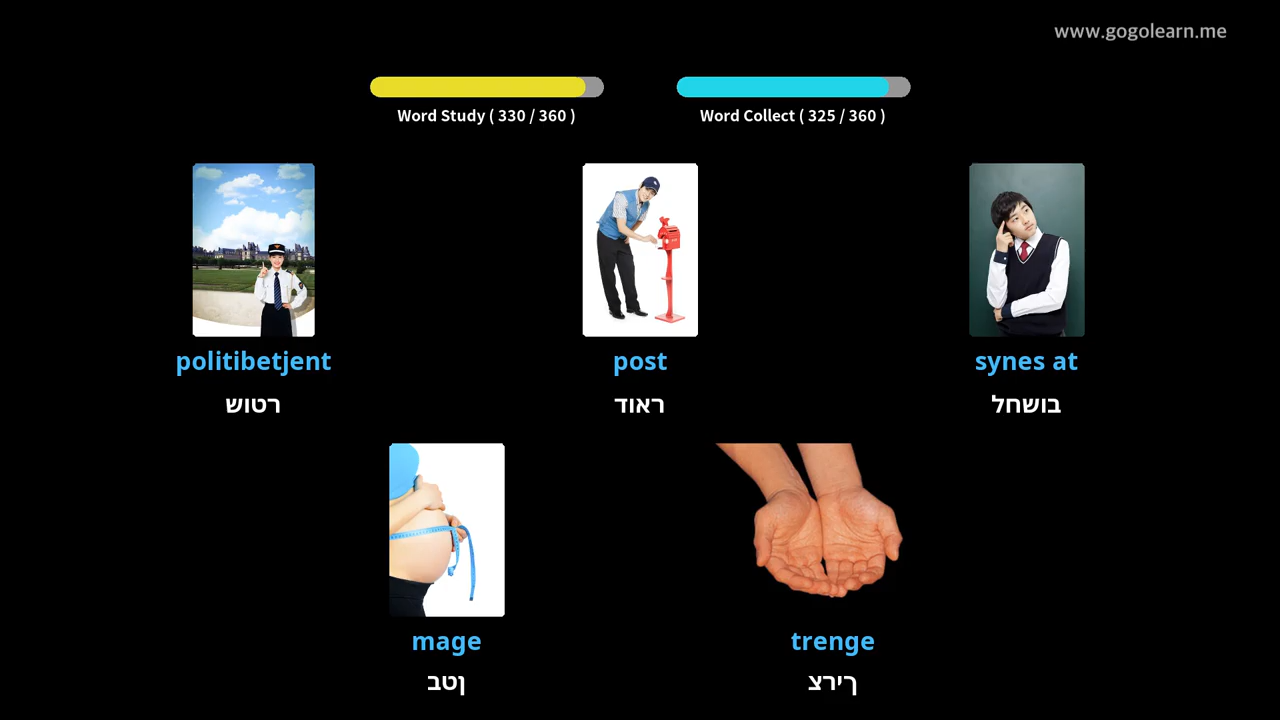 www.gogolearn.me
Word Study ( 330 / 360 )
Word Collect ( 325 / 360 )
politibetjent
שוטר
post
דואר
synes at
לחשוב
mage
בטן
trenge
צריך